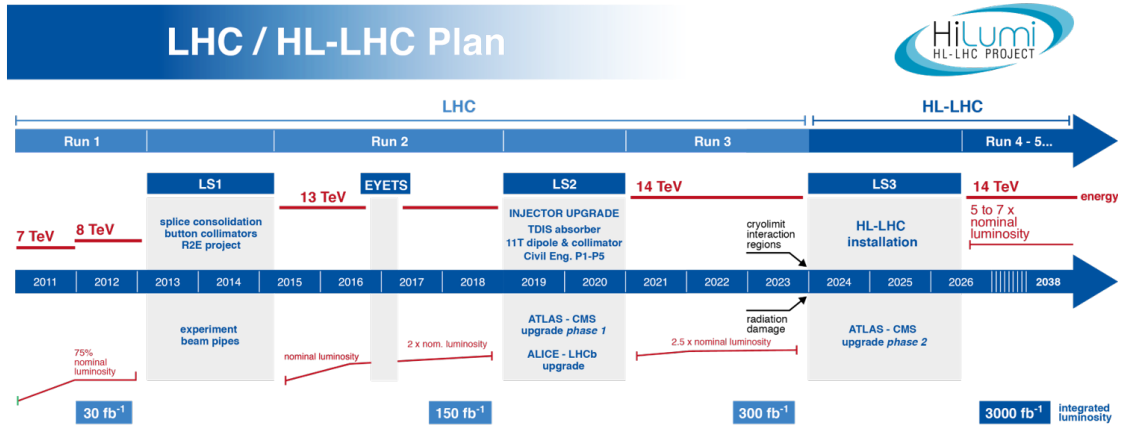 LHC / HL-LHC Plan
HiLumi
HL-LHC PROJECT
LHC
HL-LHC
Run 1
Run 2
Run 3
Run 4 - 5...
LS1
EYETS
LS2
LS3
splice consolidation
button collimators
R2E project
INJECTOR UPGRADE
TDIS absorber
11T dipole & collimator
Civil Eng. P1-P5
HL-LHC
installation
7 TeV
8 TeV
13 TeV
14 TeV
14 TeV
energy
5 to 7 x
nominal
luminosity
cryolimit
interaction
regions
2011 2012 2013 2014 2015 2016 2017 2018 2019 2020 2021 2022 2023 2024 2025 2026 2038
radiation
damage
experiment
beam pipes
ATLAS - CMS
upgrade phase 1
ALICE - LHCb
upgrade
ATLAS - CMS
upgrade phase 2
75%
nominal
luminosity
nominal luminosity
2 x nom. luminosity
2.5 x nominal luminosity
30 fb⁻¹
150 fb⁻¹
300 fb⁻¹
3000 fb⁻¹
integrated
luminosity